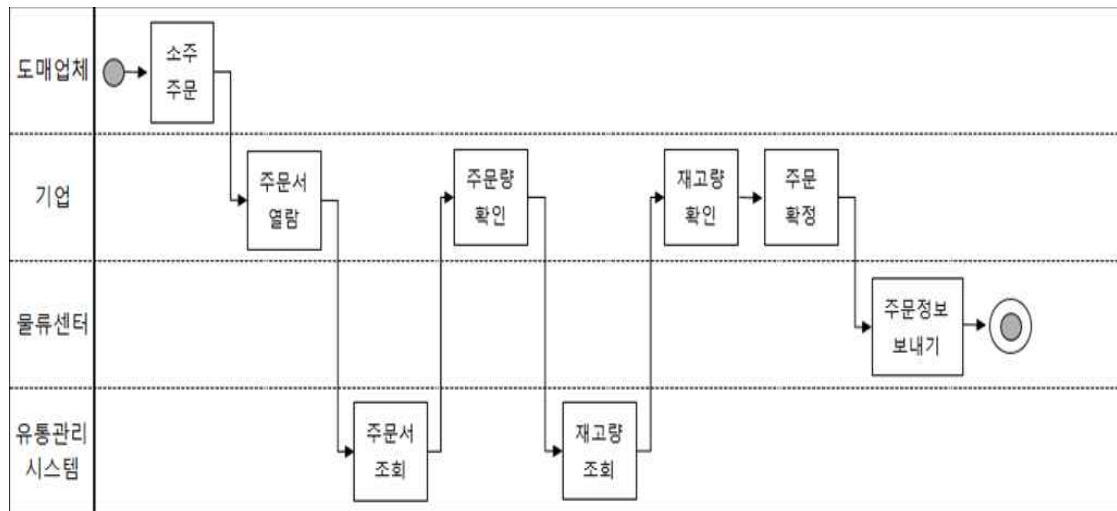 도매업체
소주
주문
기업
주문서
열람
주문량
확인
재고량
확인
주문
확정
물류센터
주문정보
보내기
유통관리
시스템
주문서
조회
재고량
조회